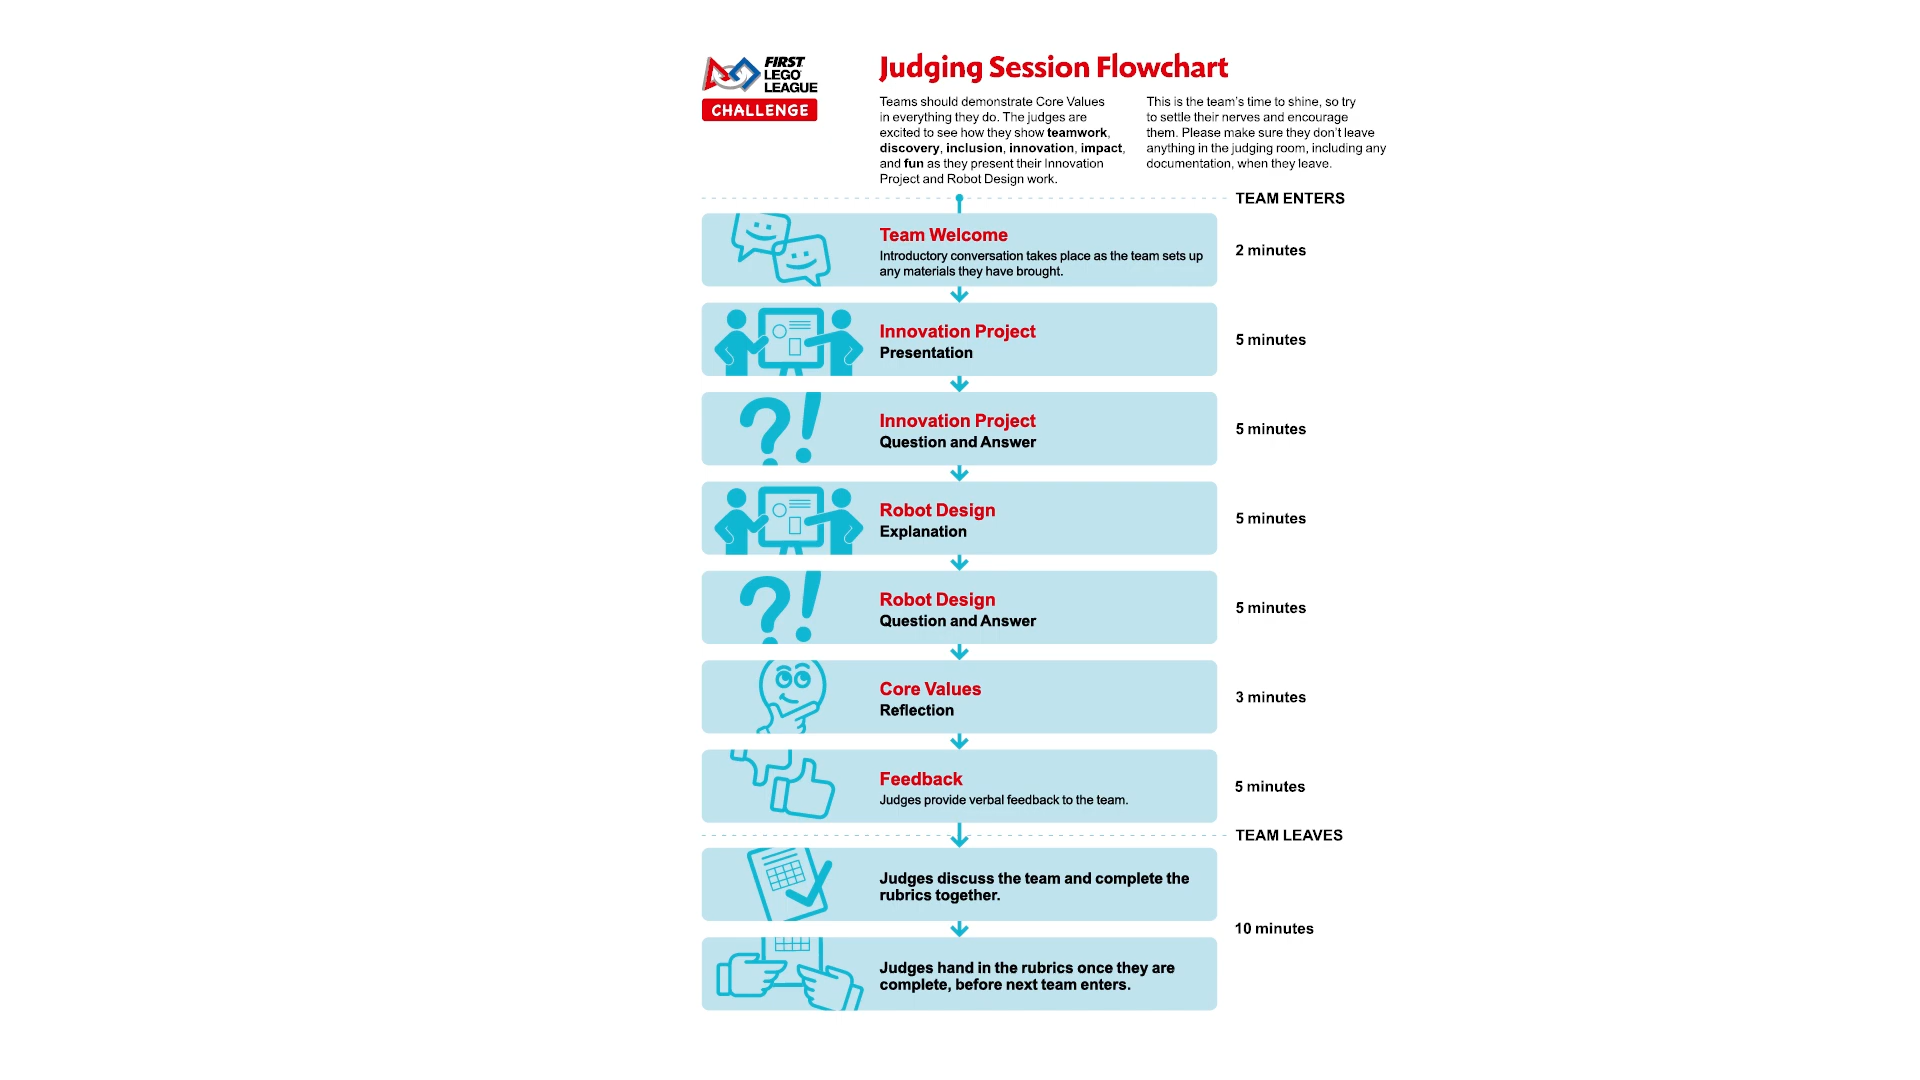 FIRST
LEGO
LEAGUE
CHALLENGE
Judging Session Flowchart
Teams should demonstrate Core Values
in everything they do. The judges are
excited to see how they show teamwork,
discovery, inclusion, innovation, impact,
and fun as they present their Innovation
Project and Robot Design work.
This is the team's time to shine, so try
to settle their nerves and encourage
them. Please make sure they don't leave
anything in the judging room, including any
documentation, when they leave.
TEAM ENTERS
Team Welcome
Introductory conversation takes place as the team sets up
any materials they have brought.
2 minutes
Innovation Project
Presentation
5 minutes
Innovation Project
Question and Answer
5 minutes
Robot Design
Explanation
5 minutes
Robot Design
Question and Answer
5 minutes
Core Values
Reflection
3 minutes
Feedback
Judges provide verbal feedback to the team.
5 minutes
TEAM LEAVES
Judges discuss the team and complete the
rubrics together.
10 minutes
Judges hand in the rubrics once they are
complete, before next team enters.